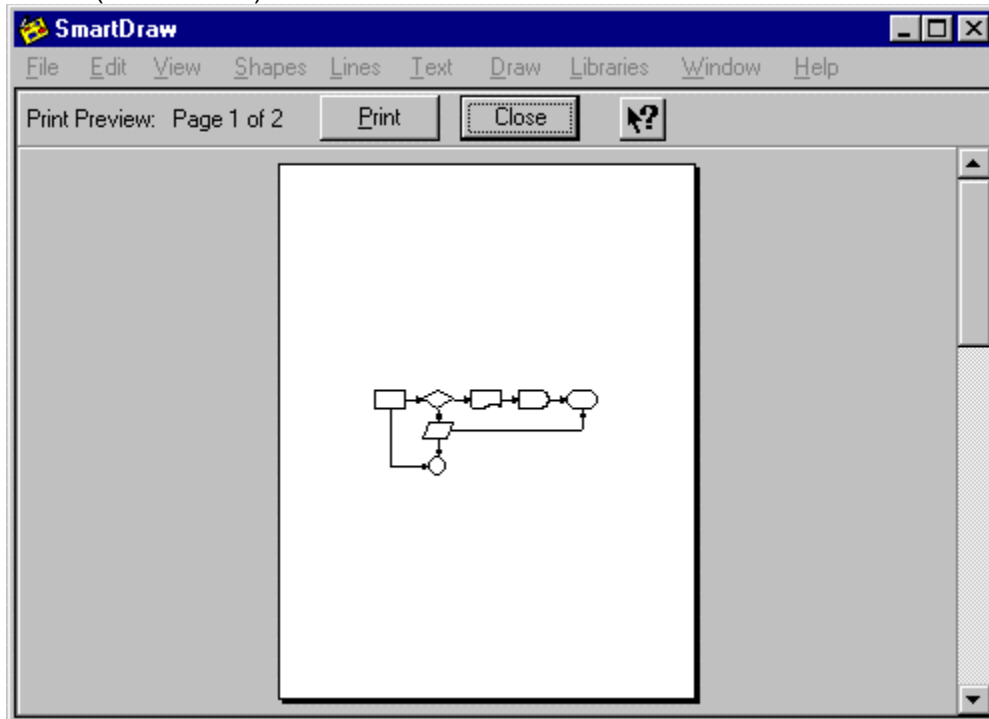 SmartDraw
File Edit View Shapes Lines Text Draw Libraries Window Help
Print Preview: Page 1 of 2 Print Close ?